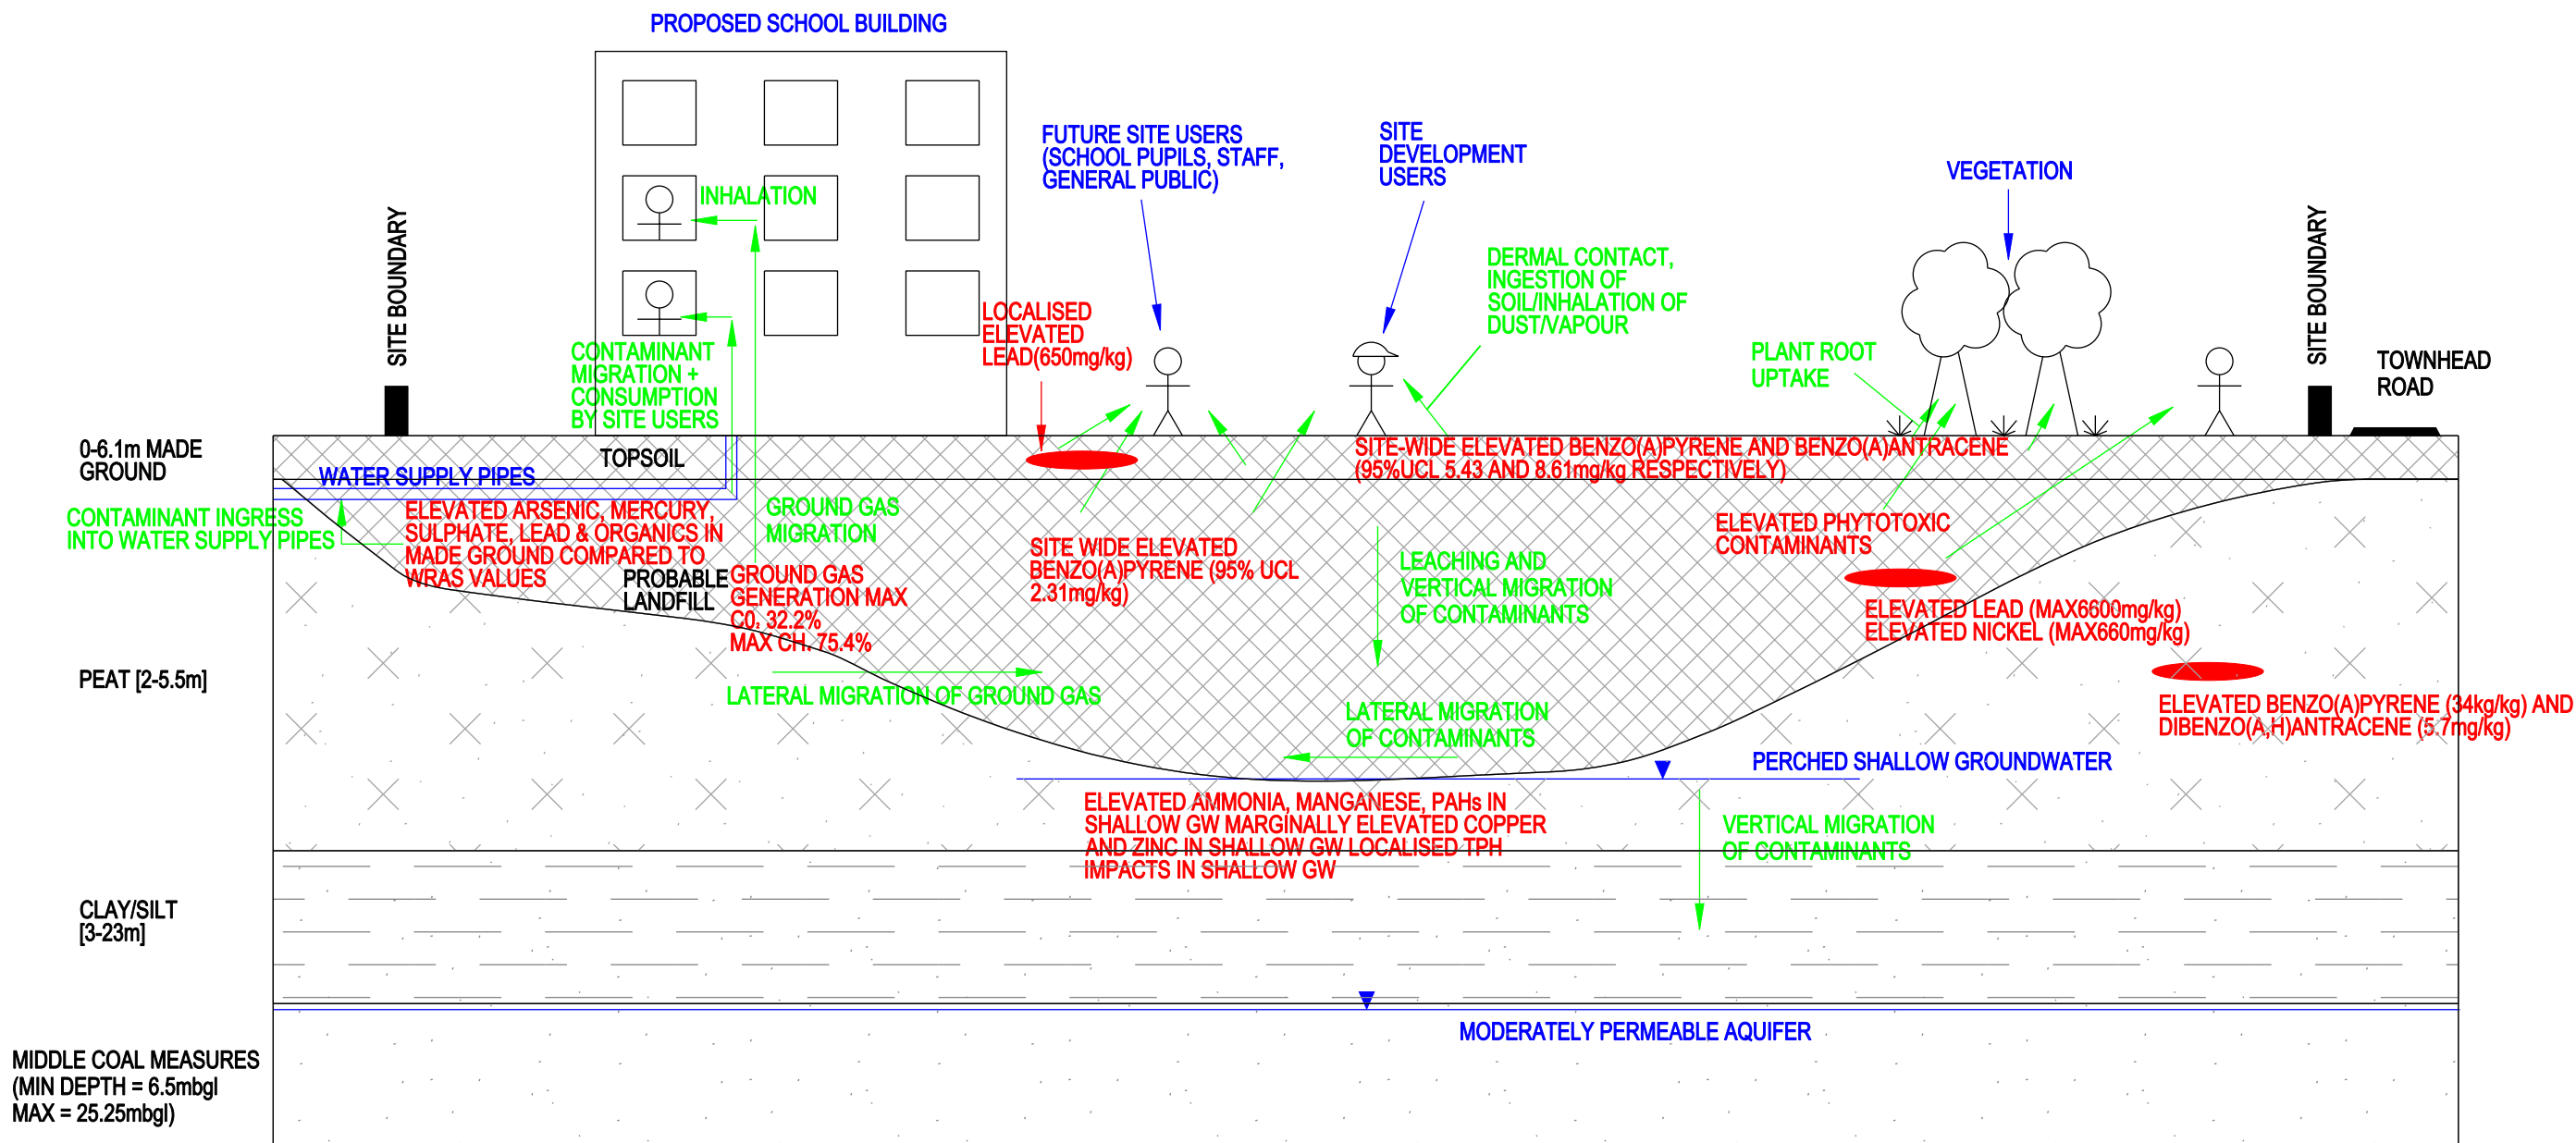 PROPOSED SCHOOL BUILDING
FUTURE SITE USERS
(SCHOOL PUPILS, STAFF,
GENERAL PUBLIC)
SITE
DEVELOPMENT
USERS
VEGETATION
INHALATION
SITE BOUNDARY
SITE BOUNDARY
DERMAL CONTACT,
INGESTION OF
SOIL/INHALATION OF
DUST/VAPOUR
LOCALISED
ELEVATED
LEAD(650mg/kg)
CONTAMINANT
MIGRATION +
CONSUMPTION
BY SITE USERS
PLANT ROOT
UPTAKE
TOWNHEAD
ROAD
0-6.1m MADE
GROUND
TOPSOIL
WATER SUPPLY PIPES
SITE-WIDE ELEVATED BENZO(A)PYRENE AND BENZO(A)ANTRACENE
(95%UCL 5.43 AND 8.61mg/kg RESPECTIVELY)
CONTAMINANT INGRESS
INTO WATER SUPPLY PIPES
ELEVATED ARSENIC, MERCURY,
SULPHATE, LEAD & ORGANICS IN
MADE GROUND COMPARED TO
WRAS VALUES
GROUND GAS
MIGRATION
PROBABLE
LANDFILL
GROUND GAS
GENERATION MAX
C0₂ 32.2%
MAX CH₄ 75.4%
SITE WIDE ELEVATED
BENZO(A)PYRENE (95% UCL
2.31mg/kg)
LEACHING AND
VERTICAL MIGRATION
OF CONTAMINANTS
ELEVATED PHYTOTOXIC
CONTAMINANTS
ELEVATED LEAD (MAX6600mg/kg)
ELEVATED NICKEL (MAX660mg/kg)
PEAT [2-5.5m]
LATERAL MIGRATION OF GROUND GAS
LATERAL MIGRATION
OF CONTAMINANTS
ELEVATED BENZO(A)PYRENE (34kg/kg) AND
DIBENZO(A,H)ANTRACENE (5.7mg/kg)
PERCHED SHALLOW GROUNDWATER
ELEVATED AMMONIA, MANGANESE, PAHs IN
SHALLOW GW MARGINALLY ELEVATED COPPER
AND ZINC IN SHALLOW GW LOCALISED TPH
IMPACTS IN SHALLOW GW
VERTICAL MIGRATION
OF CONTAMINANTS
CLAY/SILT
[3-23m]
MODERATELY PERMEABLE AQUIFER
MIDDLE COAL MEASURES
(MIN DEPTH = 6.5mbgl
MAX = 25.25mbgl)